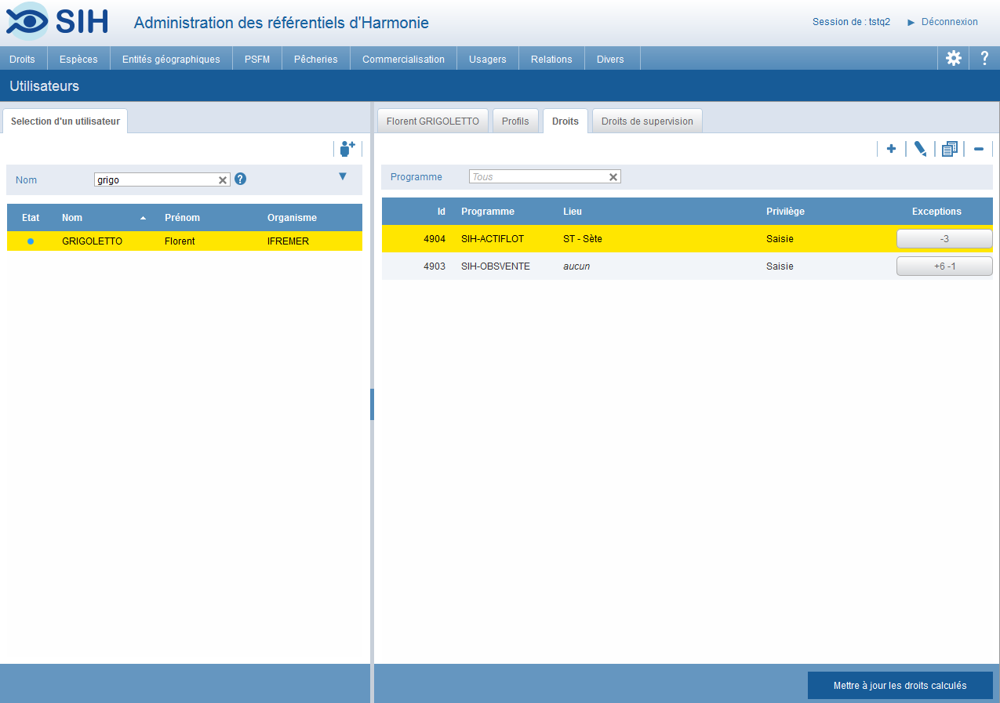 SIH Administration des référentiels d'Harmonie Session de : tstq2 ► Déconnexion
Droits Espèces Entités géographiques PSFM Pêcheries Commercialisation Usagers Relations Divers ?
Utilisateurs
Selection d'un utilisateur
Florent GRIGOLETTO Profils Droits Droits de supervision
Nom grigo ?
Programme Tous
Etat Nom Prénom Organisme
GRIGOLETTO Florent IFREMER
Id Programme Lieu Privilège Exceptions
4904 SIH-ACTIFLOT ST - Sète Saisie -3
4903 SIH-OBSVENTE aucun Saisie +6 -1
Mettre à jour les droits calculés